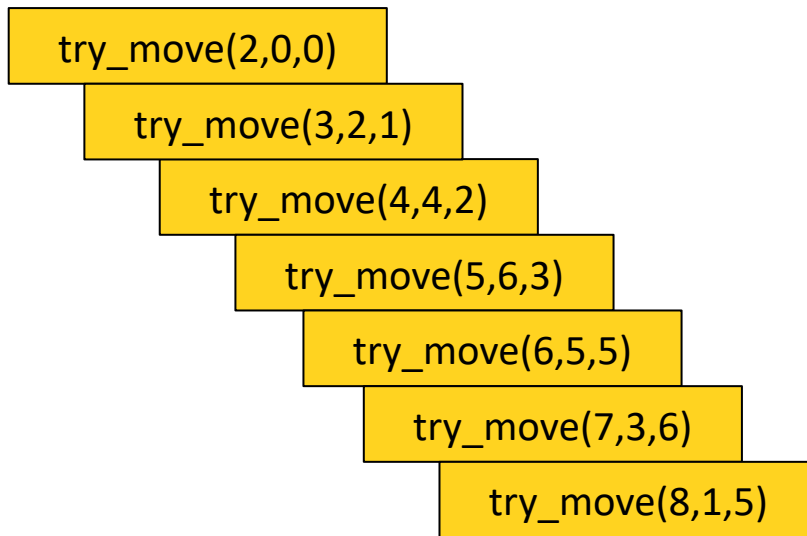 try_move(2,0,0)
try_move(3,2,1)
try_move(4,4,2)
try_move(5,6,3)
try_move(6,5,5)
try_move(7,3,6)
try_move(8,1,5)